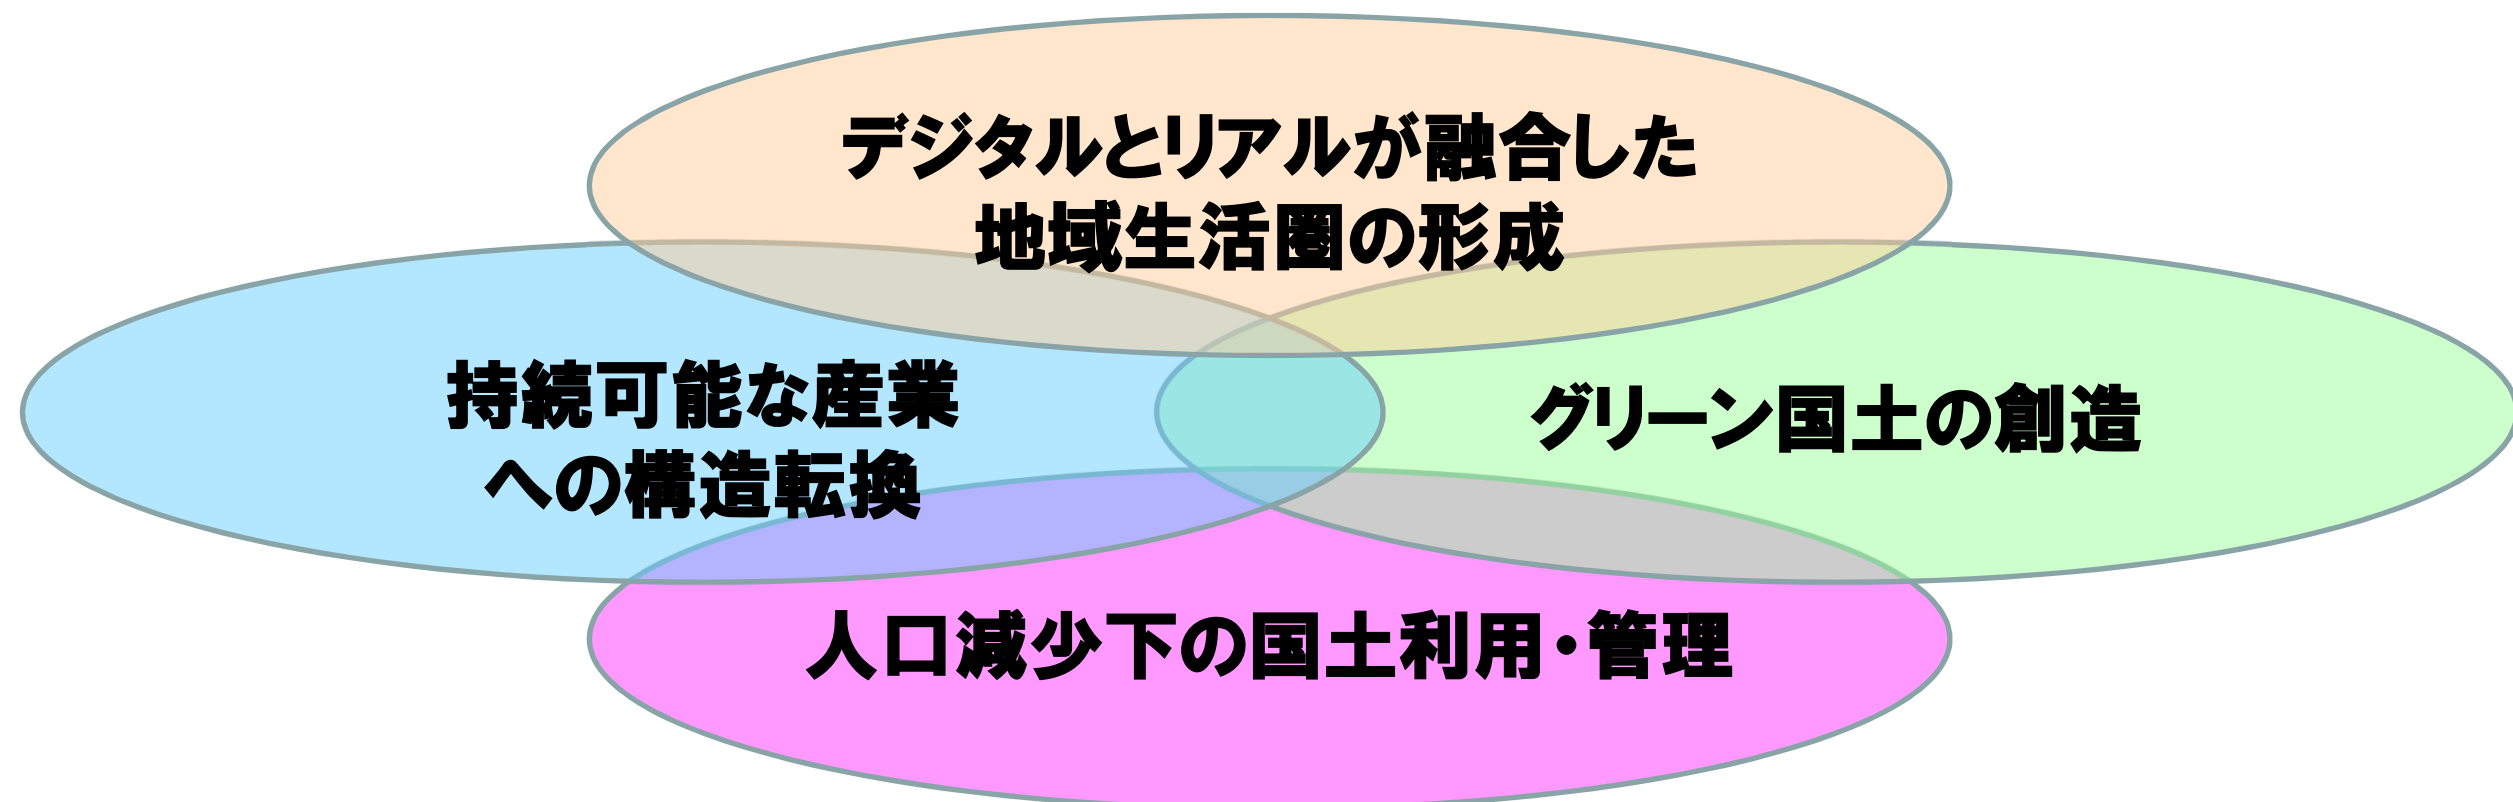 デジタルとリアルが融合した
地域生活圏の形成
持続可能な産業
への構造転換
グリーン国土の創造
人口減少下の国土利用・管理